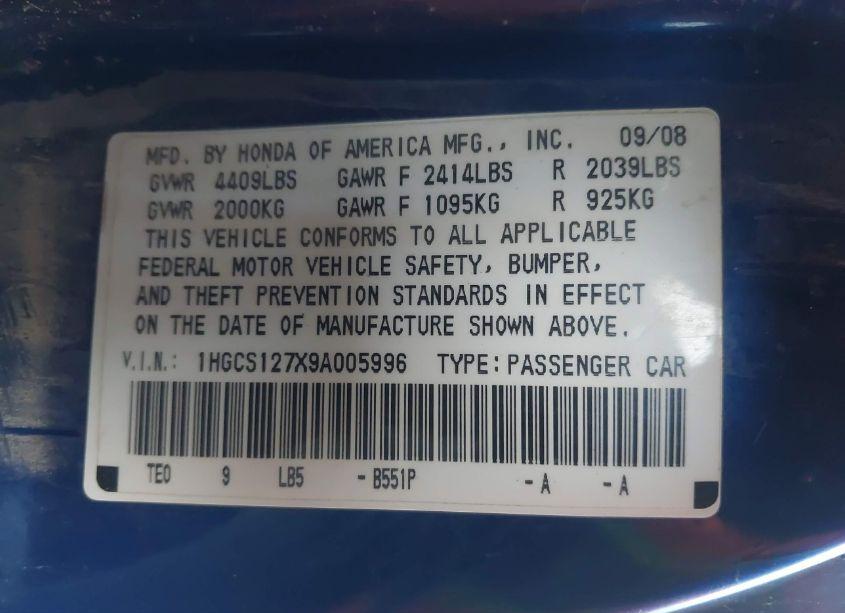 MFD. BY HONDA OF AMERICA MFG., INC. 09/08
GVWR 4409LBS GAWR F 2414LBS R 2039LBS
GVWR 2000KG GAWR F 1095KG R 925KG
THIS VEHICLE CONFORMS TO ALL APPLICABLE
FEDERAL MOTOR VEHICLE SAFETY, BUMPER,
AND THEFT PREVENTION STANDARDS IN EFFECT
ON THE DATE OF MANUFACTURE SHOWN ABOVE.
V.I.N.: 1HGCS127X9A005996 TYPE: PASSENGER CAR
TE0 9 LB5 - B551P - A - A